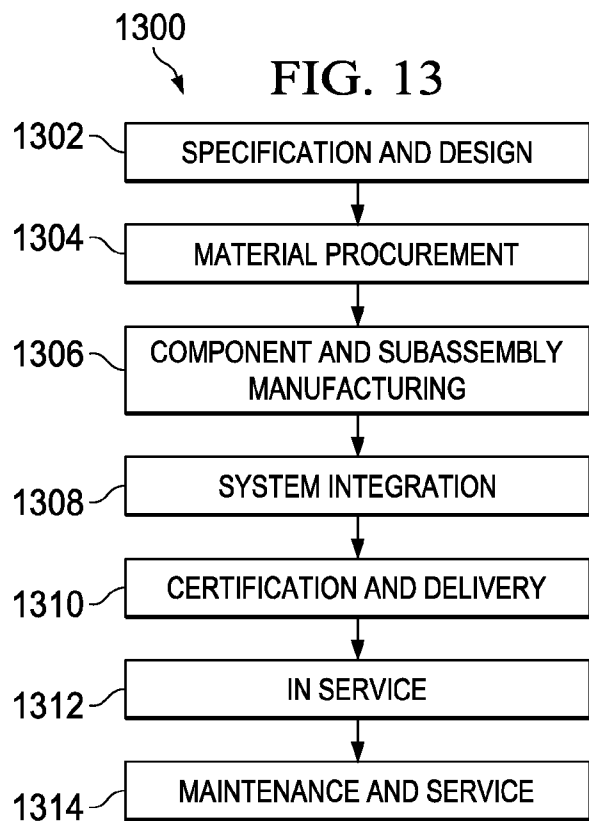 1300
FIG. 13
1302
SPECIFICATION AND DESIGN
1304
MATERIAL PROCUREMENT
1306
COMPONENT AND SUBASSEMBLY
MANUFACTURING
1308
SYSTEM INTEGRATION
1310
CERTIFICATION AND DELIVERY
1312
IN SERVICE
1314
MAINTENANCE AND SERVICE